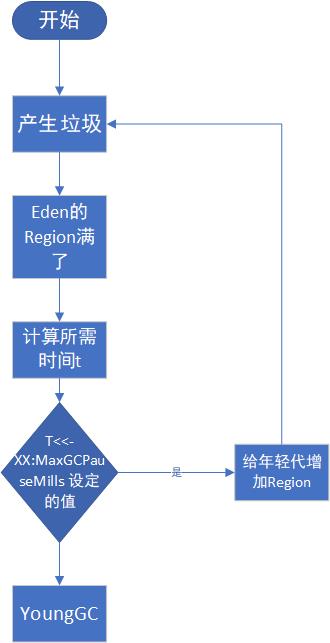 开始
产生垃圾
Eden的
Region满
了
计算所需
时间t
T<<-
XX:MaxGCPau
seMills 设定
的值
是
给年轻代增
加Region
YoungGC